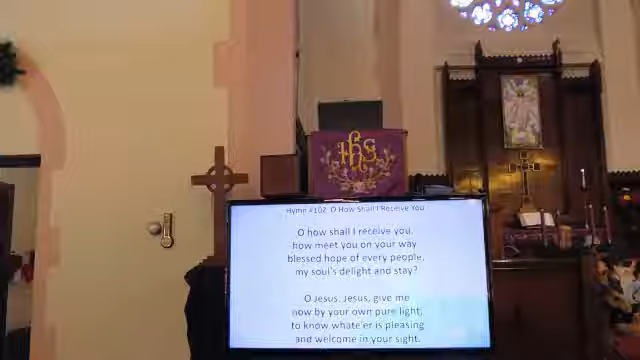 IHS
Hymn #102 O How Shall I Receive You
O how shall I receive you,
how meet you on your way
blessed hope of every people,
my soul's delight and stay?
O Jesus, Jesus, give me
now by your own pure light,
to know whate'er is pleasing
and welcome in your sight.